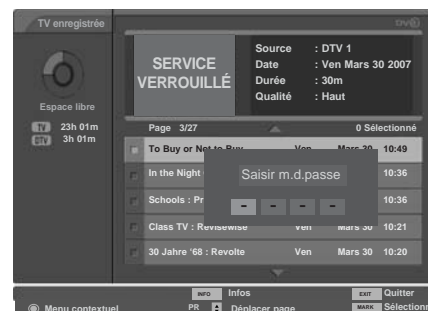 TV enregistrée
DV
Espace libre
TV 23h 01m
DTV 3h 01m
SERVICE
VERROUILLÉ
Source : DTV 1
Date : Ven Mars 30 2007
Durée : 30m
Qualité : Haut
Page 3/27 0 Sélectionné
To Buy or Not to Buy Ven Mars 30 10:49
In the Night 10:36
Schools : Pr 10:36
Class TV : Revisewise Ven Mars 30 10:21
30 Jahre ‘68 : Revolte Ven Mars 30 10:20
Saisir m.d.passe
- - - -
INFO Infos EXIT Quitter
Menu contextuel PR Déplacer page MARK Sélection